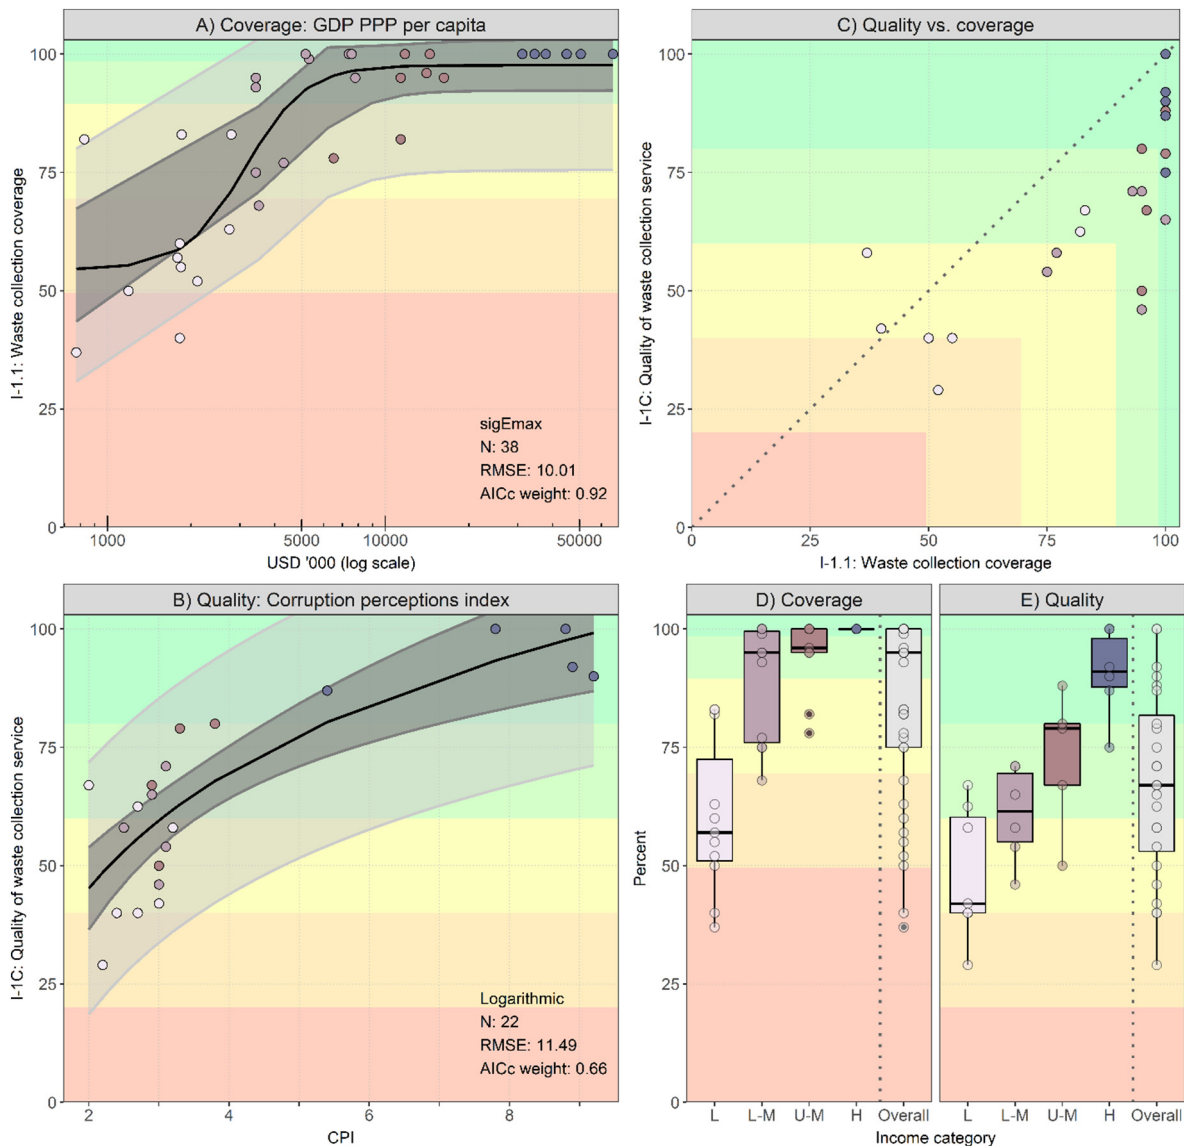 A) Coverage: GDP PPP per capita
I-1.1: Waste collection coverage
100
75
50
25
0
sigEmax
N: 38
RMSE: 10.01
AICc weight: 0.92
1000
5000
10000
50000
USD '000 (log scale)
C) Quality vs. coverage
I-1C: Quality of waste collection service
100
75
50
25
0
0
25
50
75
100
I-1.1: Waste collection coverage
B) Quality: Corruption perceptions index
I-1C: Quality of waste collection service
100
75
50
25
0
Logarithmic
N: 22
RMSE: 11.49
AICc weight: 0.66
2
4
6
8
CPI
D) Coverage
E) Quality
Percent
100
75
50
25
0
L
L-M
U-M
H
Overall
L
L-M
U-M
H
Overall
Income category